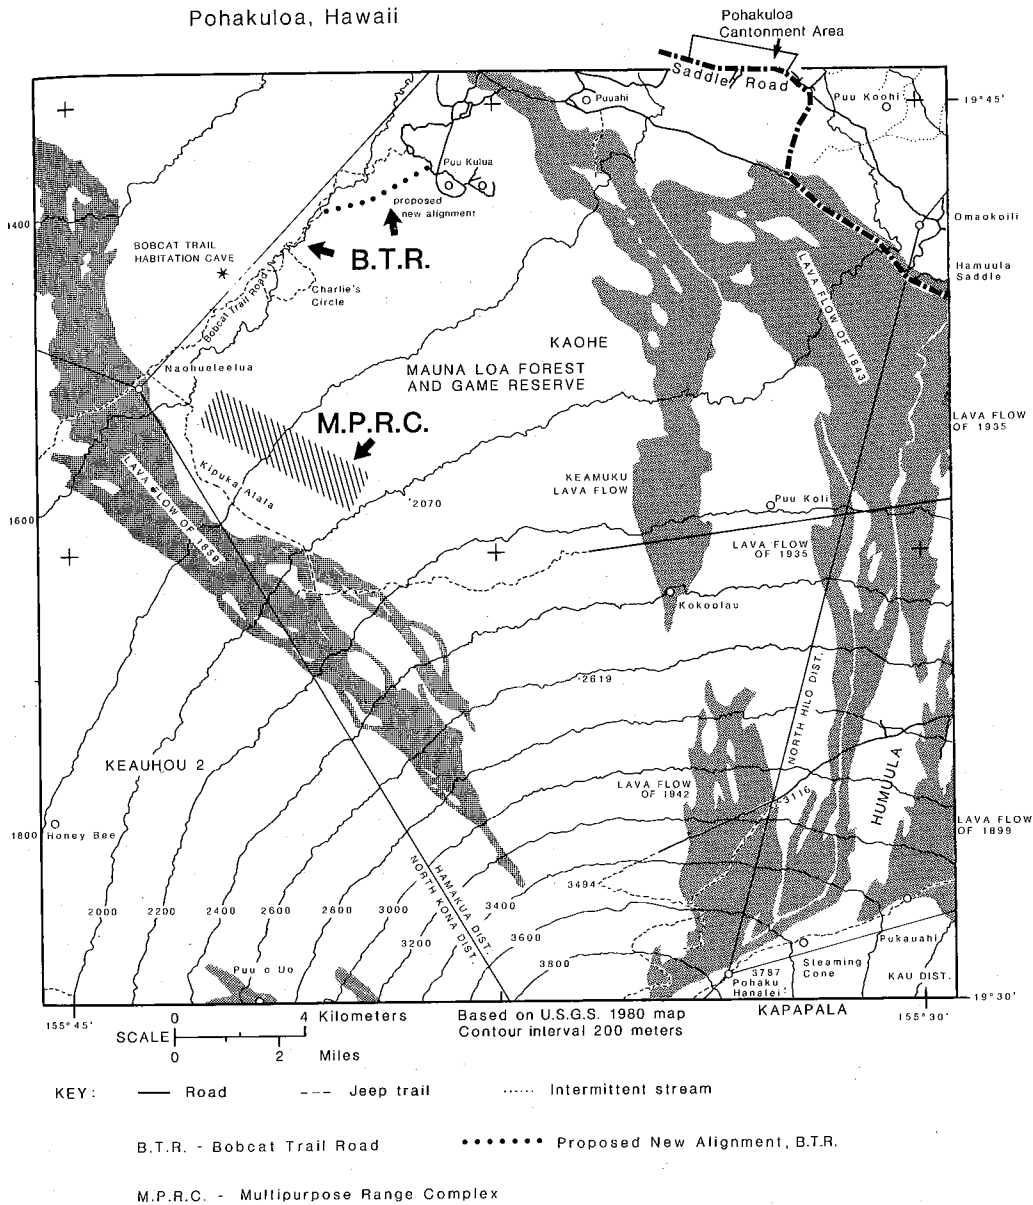 Pohakuloa, Hawaii
Pohakuloa
Cantonment Area
Saddle Road
Puuahi
Puu Koohi
19°45'
Puu Kulua
proposed
new alignment
1400
Omaokoili
BOBCAT TRAIL
HABITATION CAVE
B.T.R.
Hamuula
Saddle
Charlie's
Circle
Bobcat Trail Road
LAVA FLOW OF 1843
KAOHE
Naohueleelua
MAUNA LOA FOREST
AND GAME RESERVE
M.P.R.C.
LAVA FLOW
OF 1935
Kipuka Alala
LAVA FLOW OF 1859
KEAMUKU
LAVA FLOW
2070
Puu Koli
1600
LAVA FLOW
OF 1935
Kokoolau
2619
NORTH HILO DIST.
KEAUHOU 2
HUMUULA
LAVA FLOW
OF 1942
3116
1800
Honey Bee
LAVA FLOW
OF 1899
HAMAKUA DIST.
NORTH KONA DIST.
3494
2000
2200
2400
2600
2800
3000
3200
3400
3600
3800
Pukauahi
Steaming
Cone
Puu o Uo
3787
Pohaku
Hanalei
KAU DIST.
KAPAPALA
19°30'
155°45'
155°30'
0 4 Kilometers
SCALE
0 2 Miles
Based on U.S.G.S. 1980 map
Contour interval 200 meters
KEY: Road Jeep trail Intermittent stream
B.T.R. - Bobcat Trail Road Proposed New Alignment, B.T.R.
M.P.R.C. - Multipurpose Range Complex